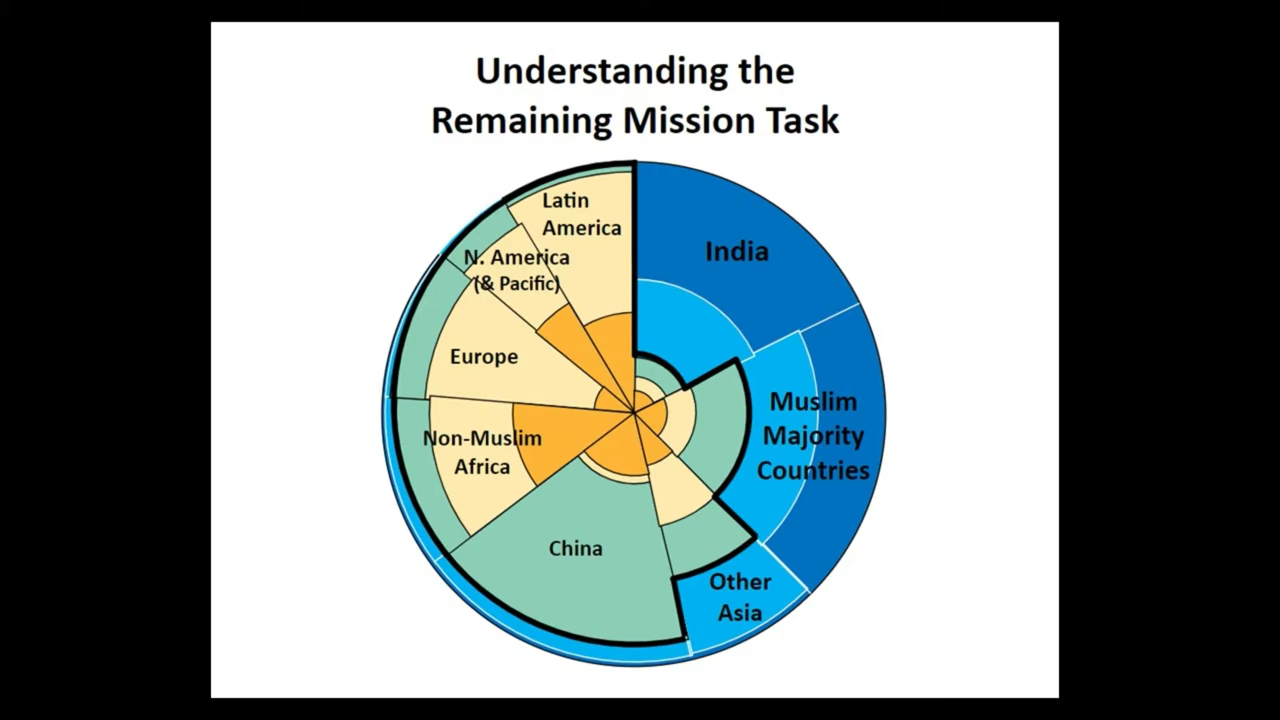 Understanding the
Remaining Mission Task
Latin
America
N. America
(& Pacific)
Europe
Non-Muslim
Africa
China
India
Muslim
Majority
Countries
Other
Asia